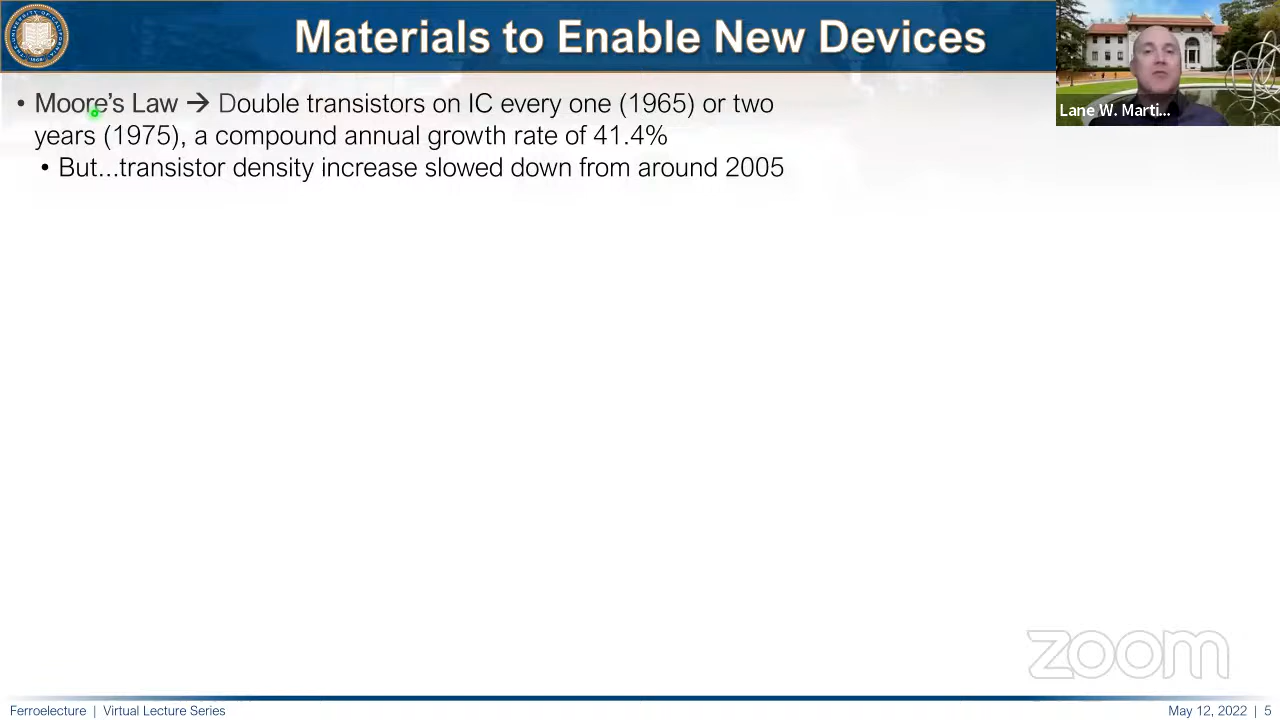 Materials to Enable New Devices
Lane W. Marti...
• Moore's Law → Double transistors on IC every one (1965) or two
years (1975), a compound annual growth rate of 41.4%
• But...transistor density increase slowed down from around 2005
zoom
Ferroelecture | Virtual Lecture Series
May 12, 2022 | 5